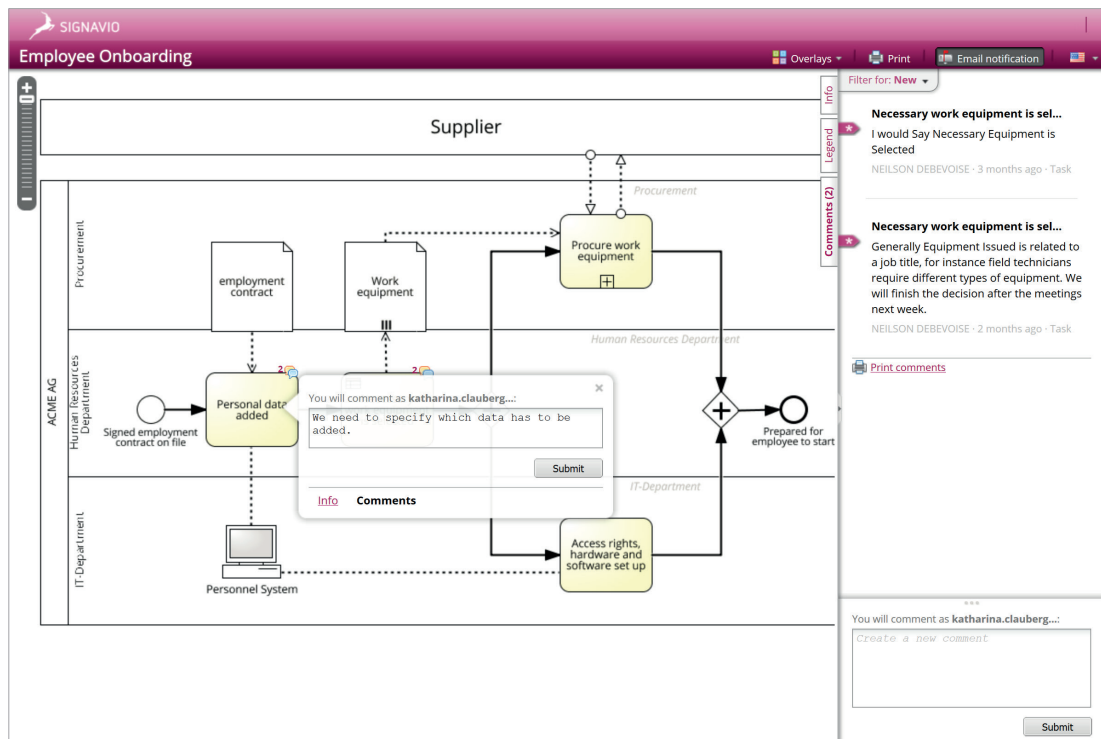 SIGNAVIO
Employee Onboarding
Overlays
Print
Email notification
Filter for: New
Info
Legend
Comments (2)
Supplier
Procurement
ACME AG
Procurement
employment
contract
Work
equipment
Procure work
equipment
Human Resources Department
Human Resources
Department
2
2
Signed employment
contract on file
Personal data
added
Prepared for
employee to start
You will comment as katharina.clauberg...:
We need to specify which data has to be
added.
Submit
Info
Comments
IT-Department
IT-Department
Personnel System
Access rights,
hardware and
software set up
Necessary work equipment is sel...
I would Say Necessary Equipment is
Selected
NEILSON DEBEVOISE · 3 months ago · Task
Necessary work equipment is sel...
Generally Equipment Issued is related to
a job title, for instance field technicians
require different types of equipment. We
will finish the decision after the meetings
next week.
NEILSON DEBEVOISE · 2 months ago · Task
Print comments
You will comment as katharina.clauberg...:
Create a new comment
Submit